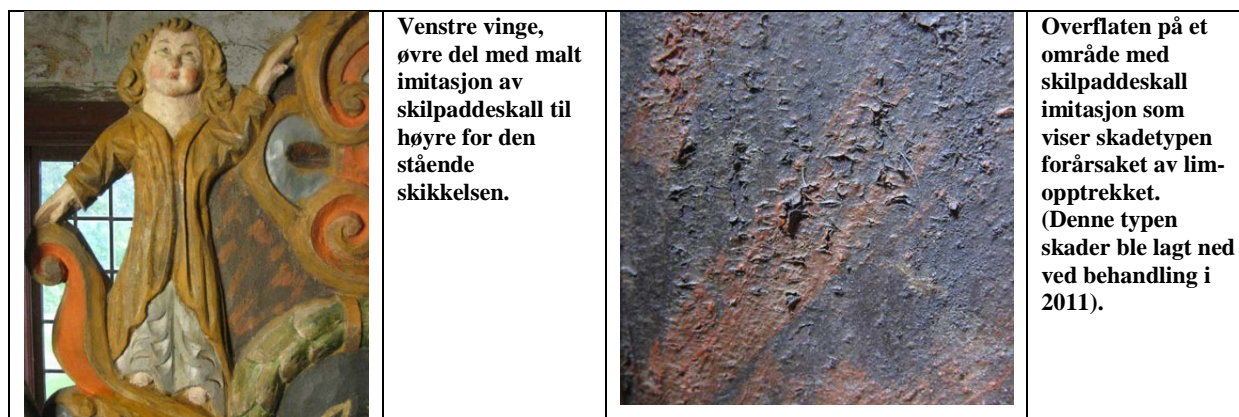 Venstre vinge,
øvre del med malt
imitasjon av
skilpaddeskall til
høyre for den
stående
skikkelsen.
Overflaten på et
område med
skilpaddeskall
imitasjon som
viser skadetypen
forårsaket av lim-
opptrekket.
(Denne typen
skader ble lagt ned
ved behandling i
2011).